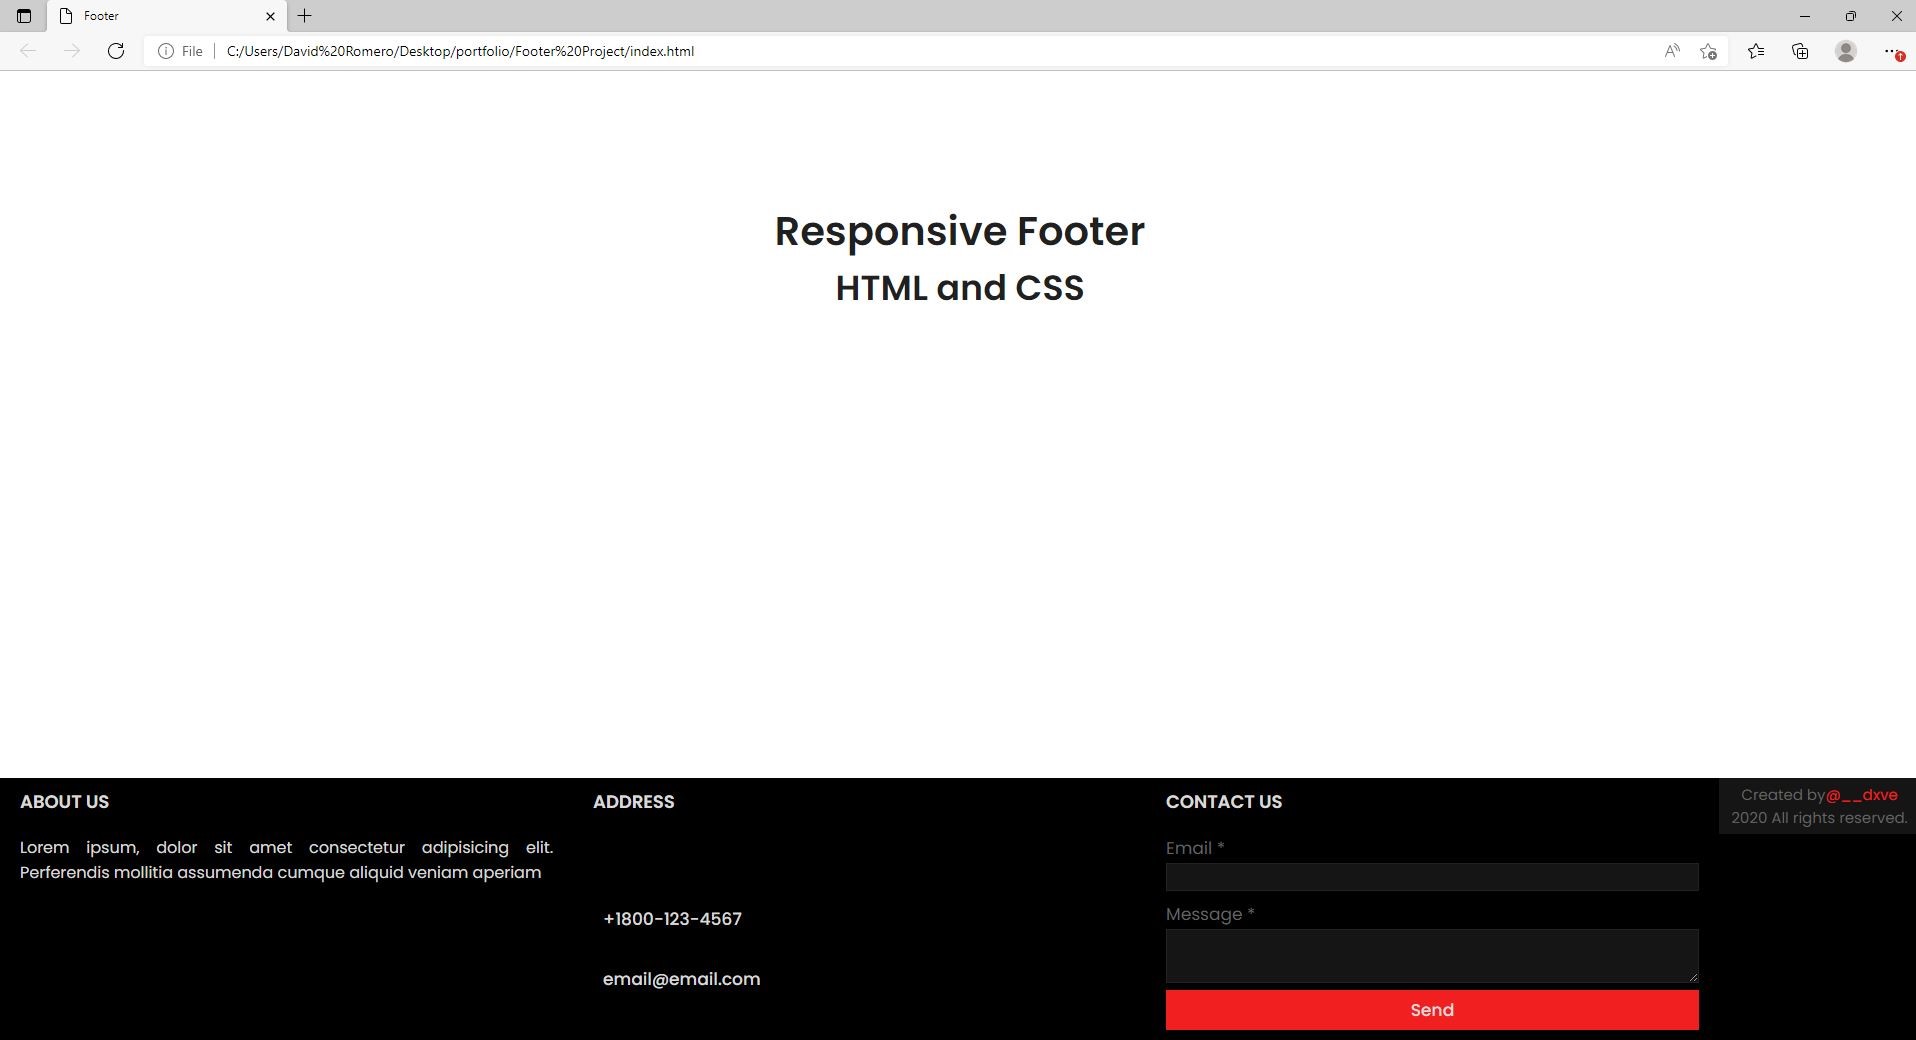 Footer
File
C:/Users/David%20Romero/Desktop/portfolio/Footer%20Project/index.html
Responsive Footer
HTML and CSS
ABOUT US
Lorem ipsum, dolor sit amet consectetur adipisicing elit.
Perferendis mollitia assumenda cumque aliquid veniam aperiam
ADDRESS
+1800-123-4567
email@email.com
CONTACT US
Email *
Message *
Send
Created by@__dxve
2020 All rights reserved.